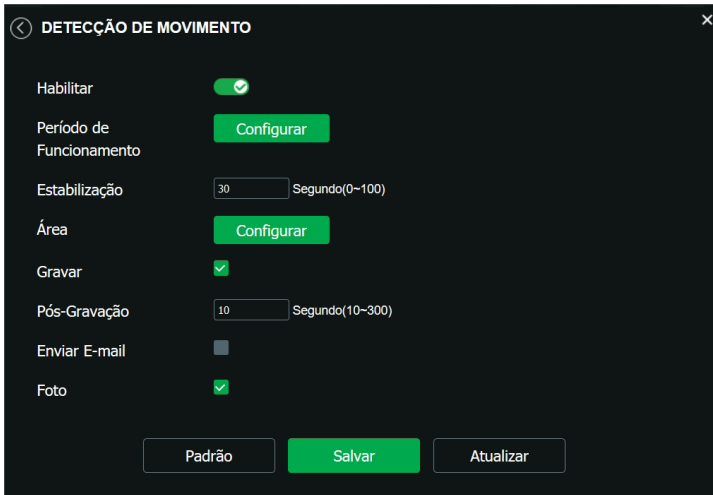 DETECÇÃO DE MOVIMENTO
Habilitar
Período de
Funcionamento
Configurar
Estabilização 30 Segundo(0~100)
Área Configurar
Gravar
Pós-Gravação 10 Segundo(10~300)
Enviar E-mail
Foto
Padrão Salvar Atualizar